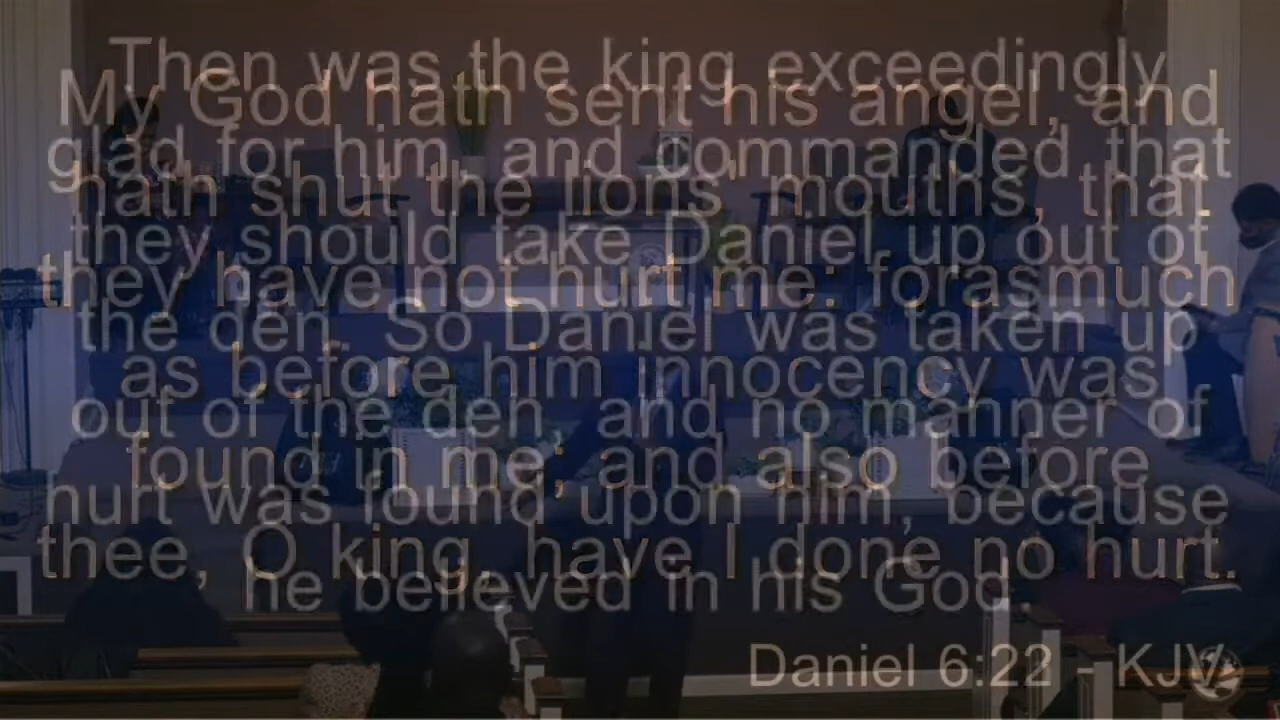 My God hath sent his angel, and
hath shut the lions' mouths, that
they have not hurt me: forasmuch
as before him innocency was
found in me; and also before
thee, O king, have I done no hurt.
Then was the king exceedingly
glad for him, and commanded that
they should take Daniel up out of
the den. So Daniel was taken up
out of the den, and no manner of
hurt was found upon him, because
he believed in his God.
Daniel 6:22 - KJV